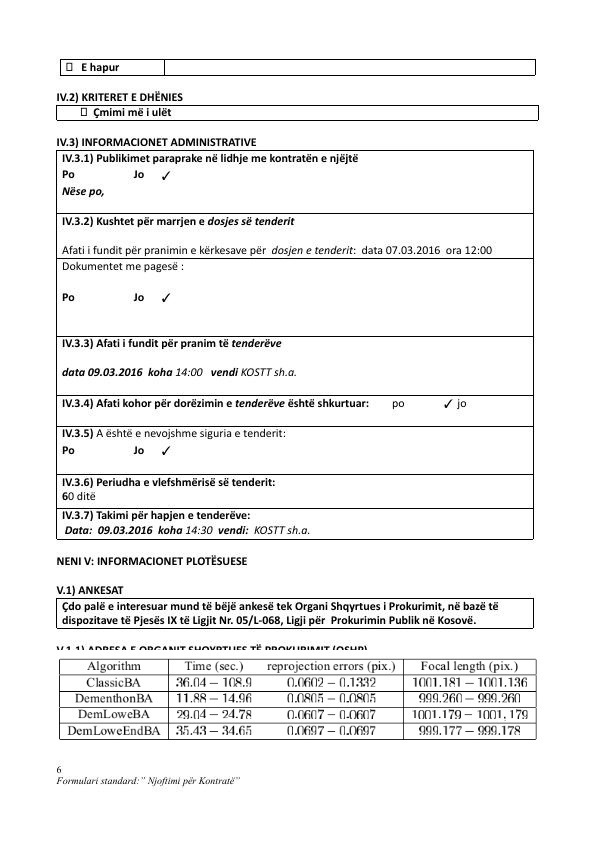 E hapur
IV.2) KRITERET E DHËNIES
Çmimi më i ulët
IV.3) INFORMACIONET ADMINISTRATIVE
IV.3.1) Publikimet paraprake në lidhje me kontratën e njëjtë
Po Jo ✓
Nëse po,
IV.3.2) Kushtet për marrjen e dosjes së tenderit
Afati i fundit për pranimin e kërkesave për dosjen e tenderit: data 07.03.2016 ora 12:00
Dokumentet me pagesë :
Po Jo ✓
IV.3.3) Afati i fundit për pranim të tenderëve
data 09.03.2016 koha 14:00 vendi KOSTT sh.a.
IV.3.4) Afati kohor për dorëzimin e tenderëve është shkurtuar: po ✓ jo
IV.3.5) A është e nevojshme siguria e tenderit:
Po Jo ✓
IV.3.6) Periudha e vlefshmërisë së tenderit:
60 ditë
IV.3.7) Takimi për hapjen e tenderëve:
Data: 09.03.2016 koha 14:30 vendi: KOSTT sh.a.
NENI V: INFORMACIONET PLOTËSUESE
V.1) ANKESAT
Çdo palë e interesuar mund të bëjë ankesë tek Organi Shqyrtues i Prokurimit, në bazë të
dispozitave të Pjesës IX të Ligjit Nr. 05/L-068, Ligji për Prokurimin Publik në Kosovë.
V.1.1) ADRESA E ORGANIT SHQYRTUES TË PROKURIMIT (OSHP)
Algorithm Time (sec.) reprojection errors (pix.) Focal length (pix.)
ClassicBA 36.04 − 108.9 0.0602 − 0.1332 1001.181 − 1001.136
DementhonBA 11.88 − 14.96 0.0805 − 0.0805 999.260 − 999.260
DemLoweBA 29.04 − 24.78 0.0607 − 0.0607 1001.179 − 1001.179
DemLoweEndBA 35.43 − 34.65 0.0697 − 0.0697 999.177 − 999.178
6
Formulari standard:” Njoftimi për Kontratë”